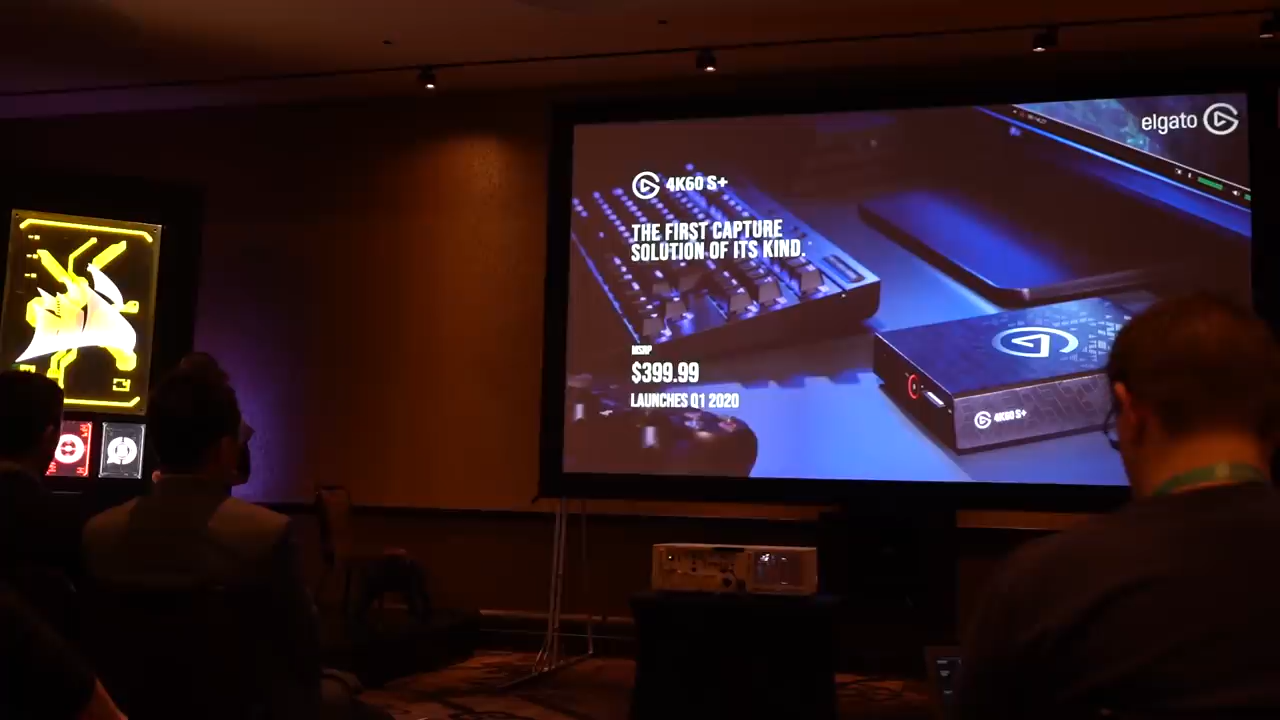 elgato
4K60 S+
THE FIRST CAPTURE
SOLUTION OF ITS KIND.
MSRP
$399.99
LAUNCHES Q1 2020
4K60 S+